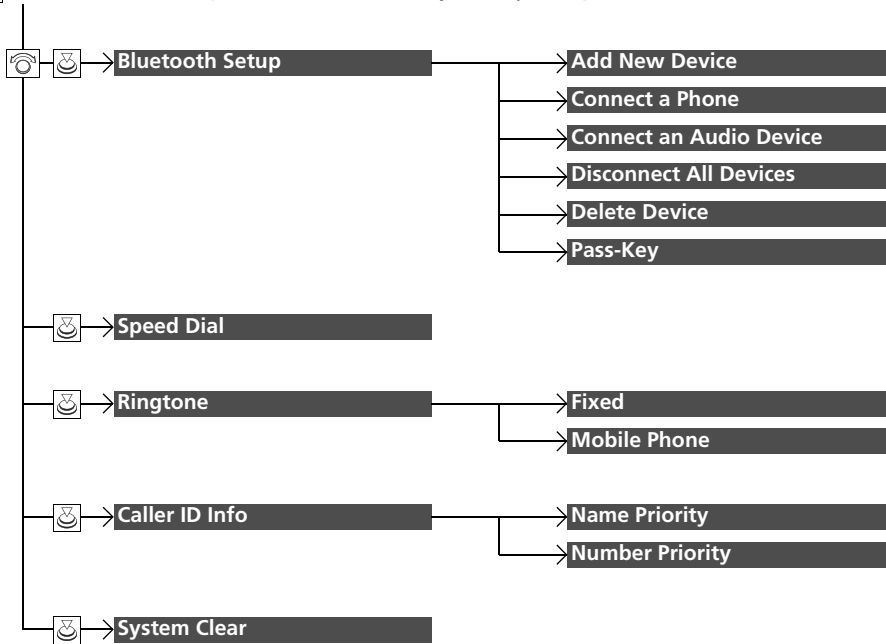 Bluetooth Setup
Add New Device
Connect a Phone
Connect an Audio Device
Disconnect All Devices
Delete Device
Pass-Key
Speed Dial
Ringtone
Fixed
Mobile Phone
Caller ID Info
Name Priority
Number Priority
System Clear